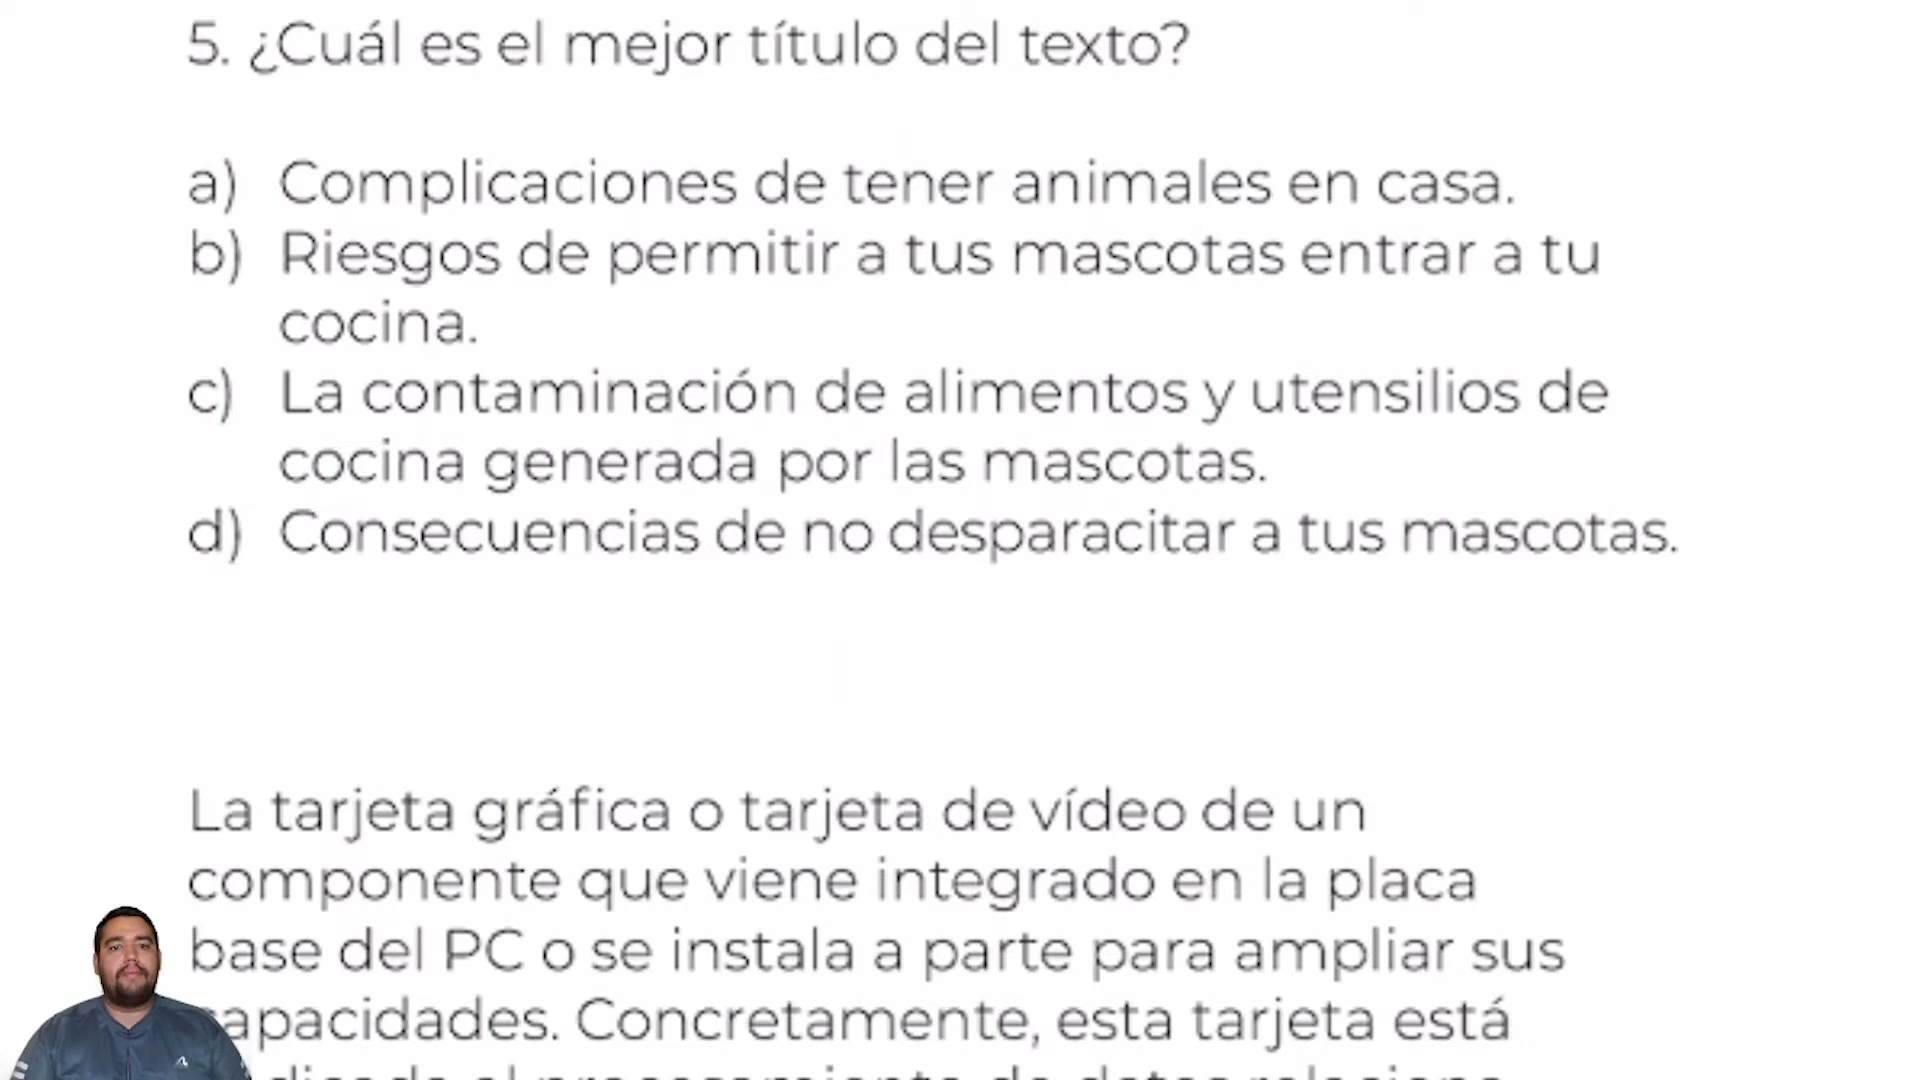 5. ¿Cuál es el mejor título del texto?
a) Complicaciones de tener animales en casa.
b) Riesgos de permitir a tus mascotas entrar a tu
cocina.
c) La contaminación de alimentos y utensilios de
cocina generada por las mascotas.
d) Consecuencias de no desparacitar a tus mascotas.
La tarjeta gráfica o tarjeta de vídeo de un
componente que viene integrado en la placa
base del PC o se instala a parte para ampliar sus
capacidades. Concretamente, esta tarjeta está